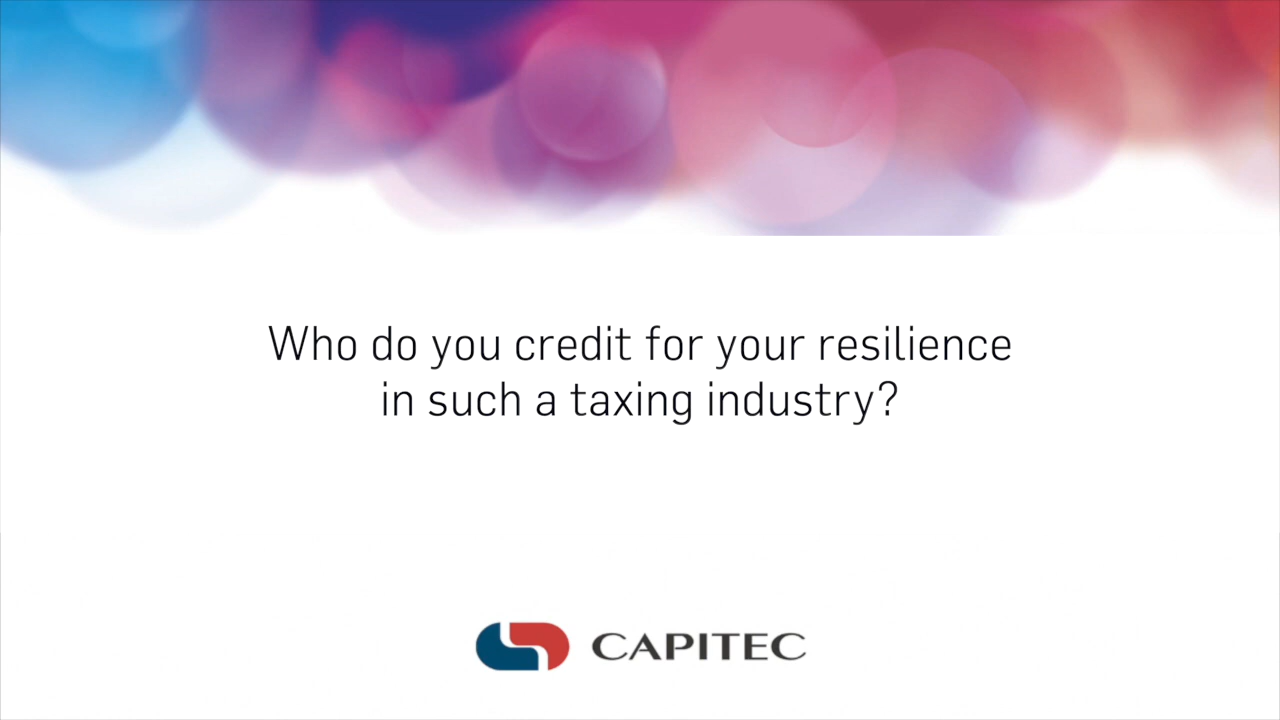 Who do you credit for your resilience
in such a taxing industry?
CAPITEC